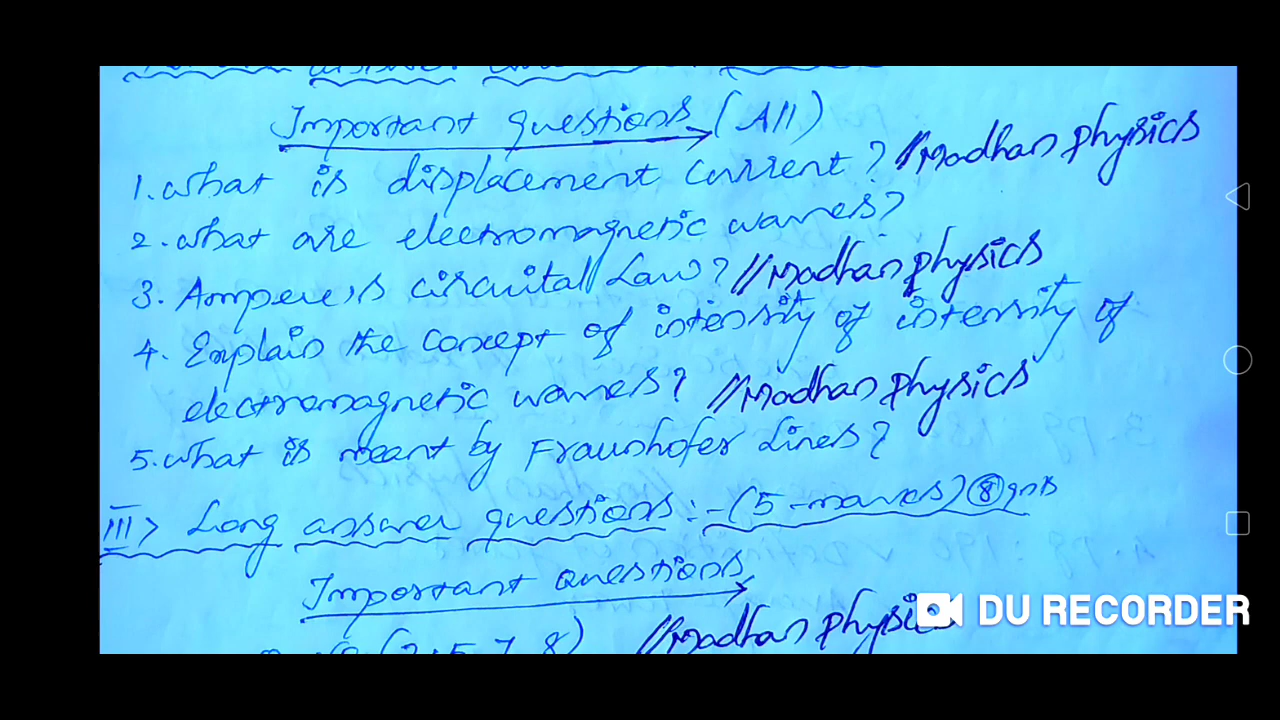 Important questions (All)
1. What is displacement current? //Madhan physics
2. What are electromagnetic waves?
3. Ampere's circuital Law? //Madhan physics
4. Explain the concept of intensity of intensity of
electromagnetic waves? //Madhan physics
5. What is meant by Fraunhofer Lines?
III> Long answer questions:-(5-marks) 8 qns
Important questions
//Madhan physics
DU RECORDER